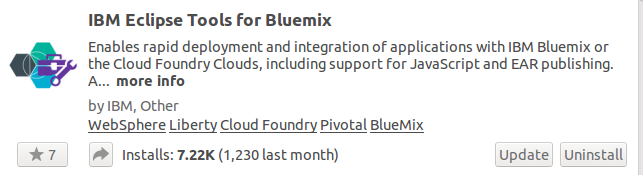 IBM Eclipse Tools for Bluemix
Enables rapid deployment and integration of applications with IBM Bluemix or
the Cloud Foundry Clouds, including support for JavaScript and EAR publishing.
A... more info
by IBM, Other
WebSphere Liberty Cloud Foundry Pivotal BlueMix
7 Installs: 7.22K (1,230 last month) Update Uninstall